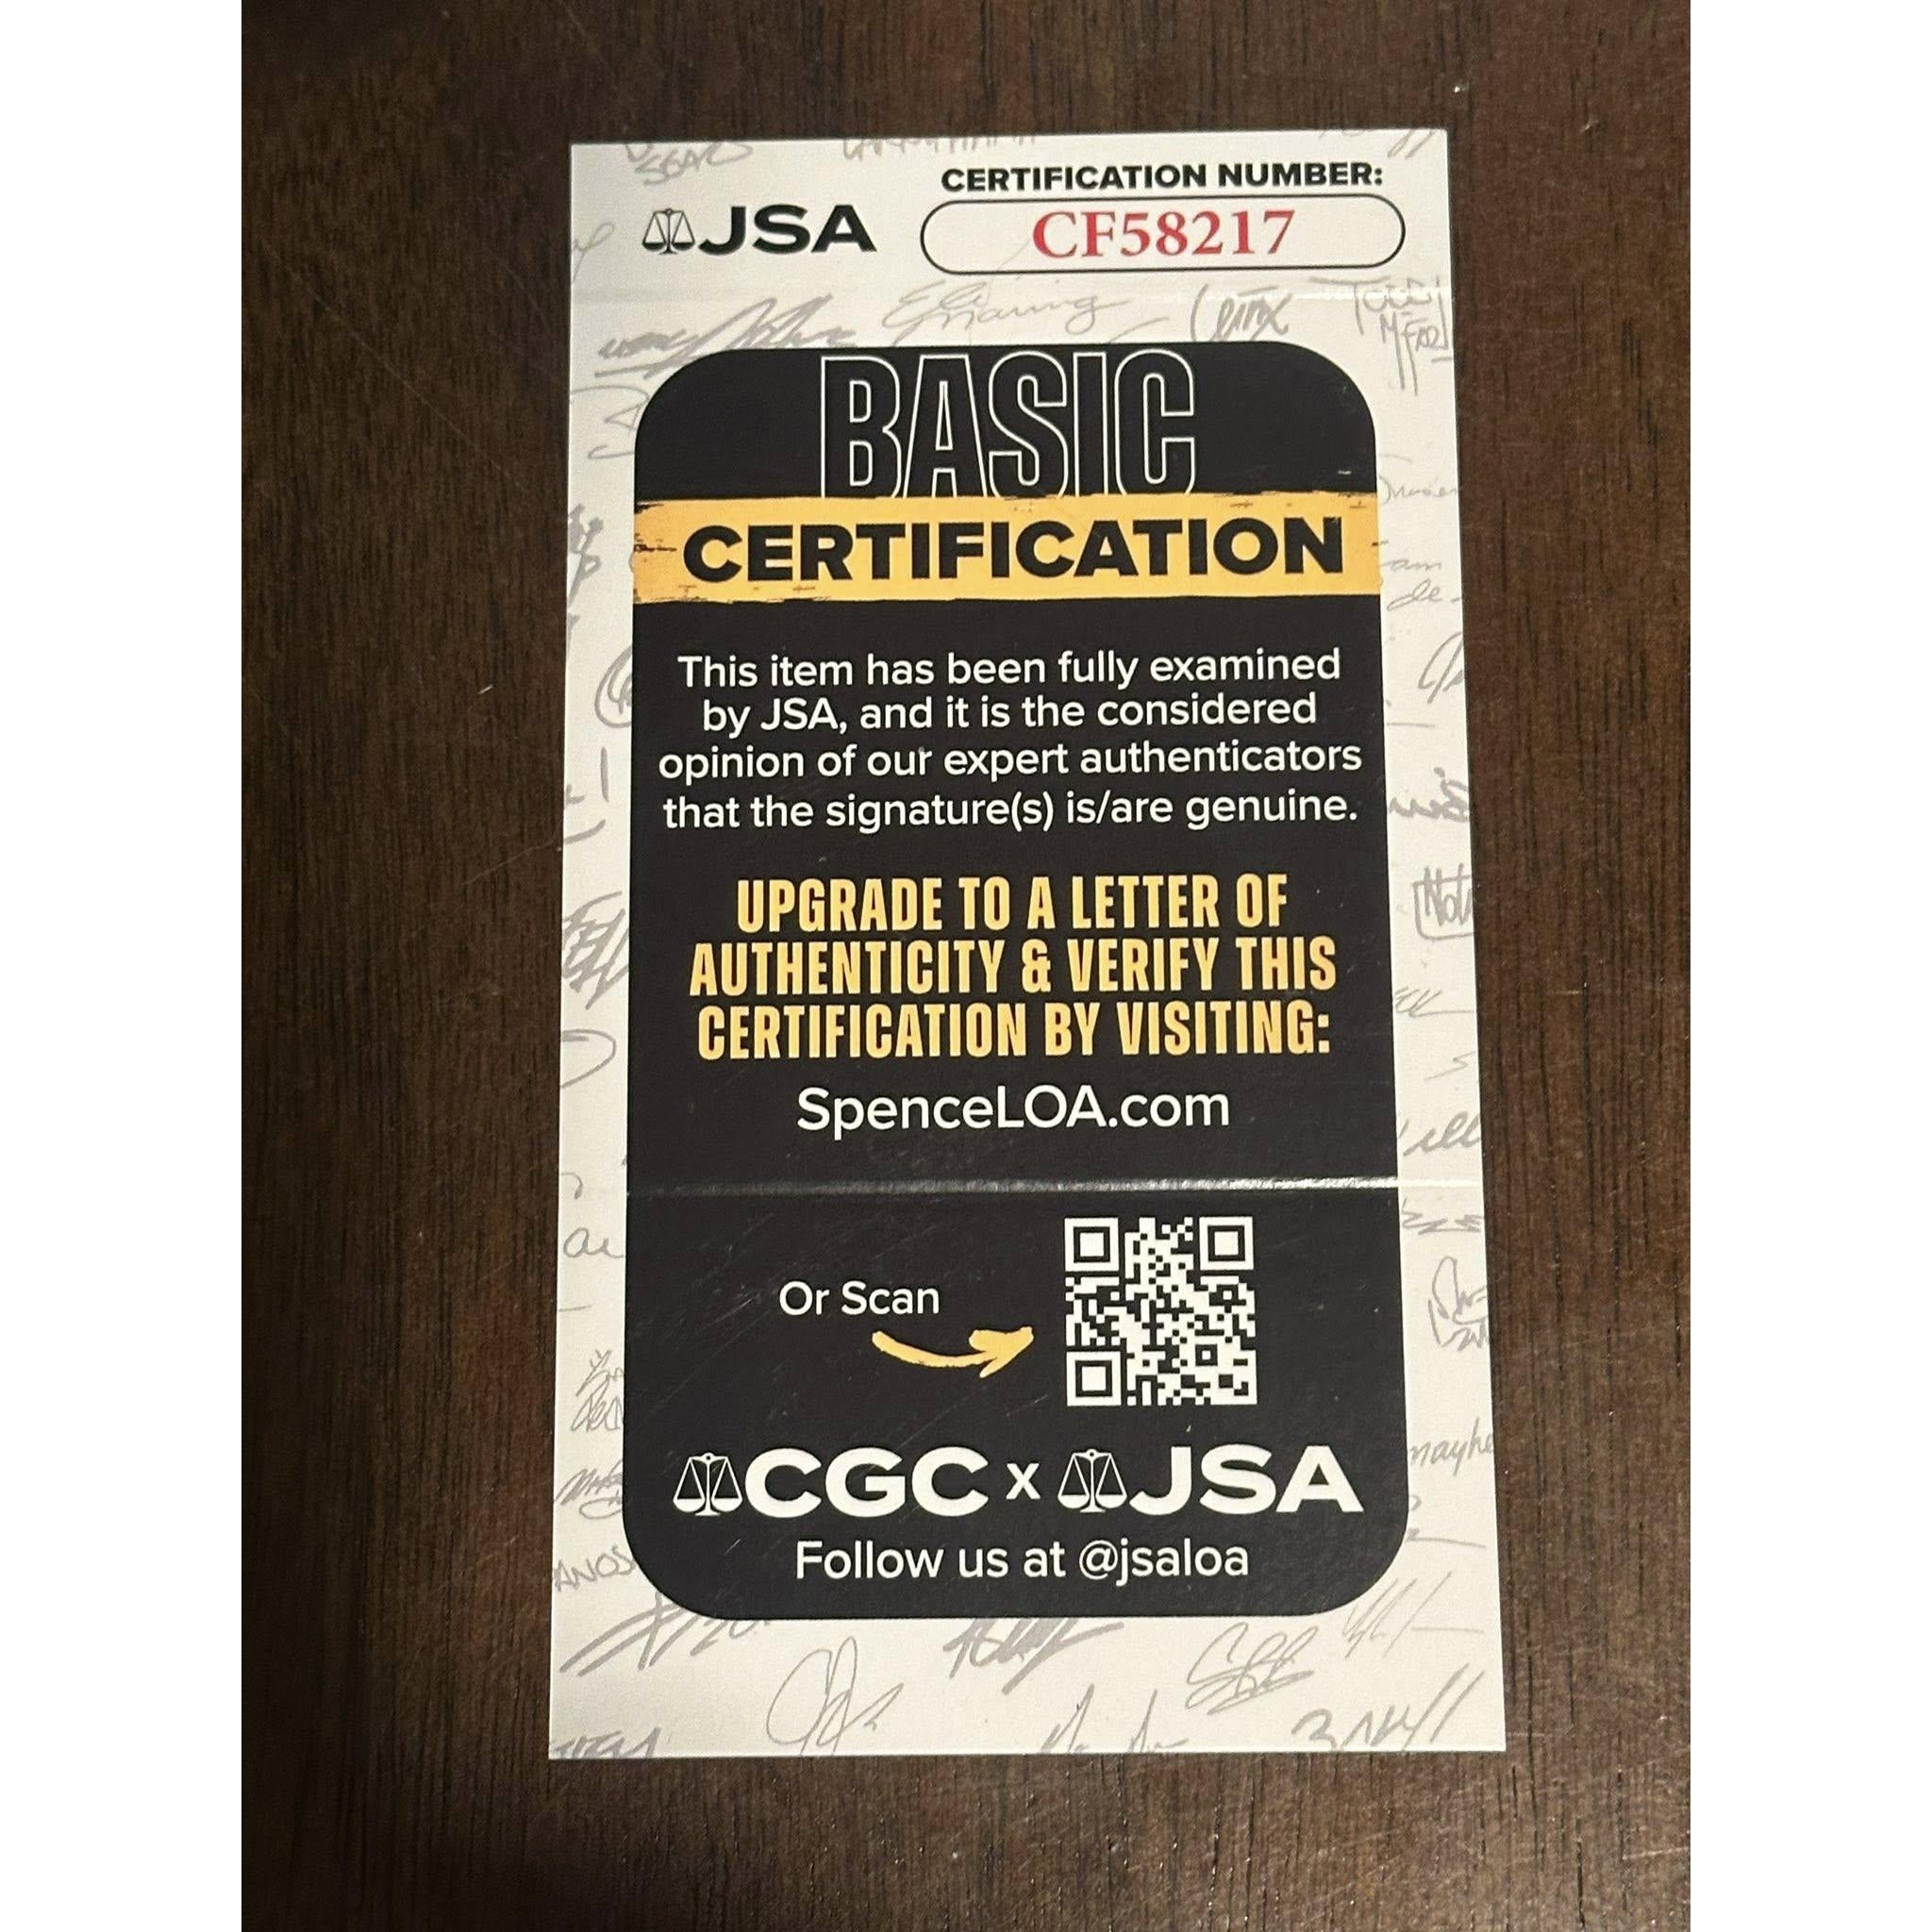 CERTIFICATION NUMBER:
JSA
CF58217
BASIC
CERTIFICATION
This item has been fully examined
by JSA, and it is the considered
opinion of our expert authenticators
that the signature(s) is/are genuine.
UPGRADE TO A LETTER OF
AUTHENTICITY & VERIFY THIS
CERTIFICATION BY VISITING:
SpenceLOA.com
Or Scan
CGC x JSA
Follow us at @jsaloa